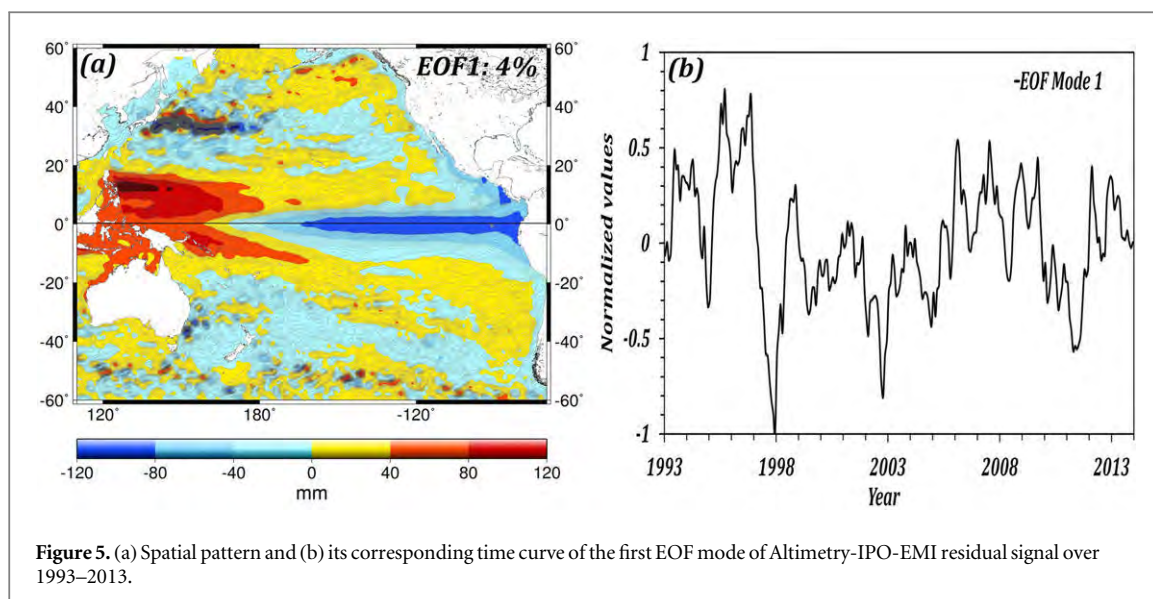 (a) EOF1: 4%
60° 60°
40° 40°
20° 20°
0° 0°
-20° -20°
-40° -40°
-60° -60°
120° 180° -120°
-120 -80 -40 0 40 80 120
mm
(b) -EOF Mode 1
Normalized values
1
0.5
0
-0.5
-1
1993 1998 2003 2008 2013
Year
Figure 5. (a) Spatial pattern and (b) its corresponding time curve of the first EOF mode of Altimetry-IPO-EMI residual signal over
1993–2013.